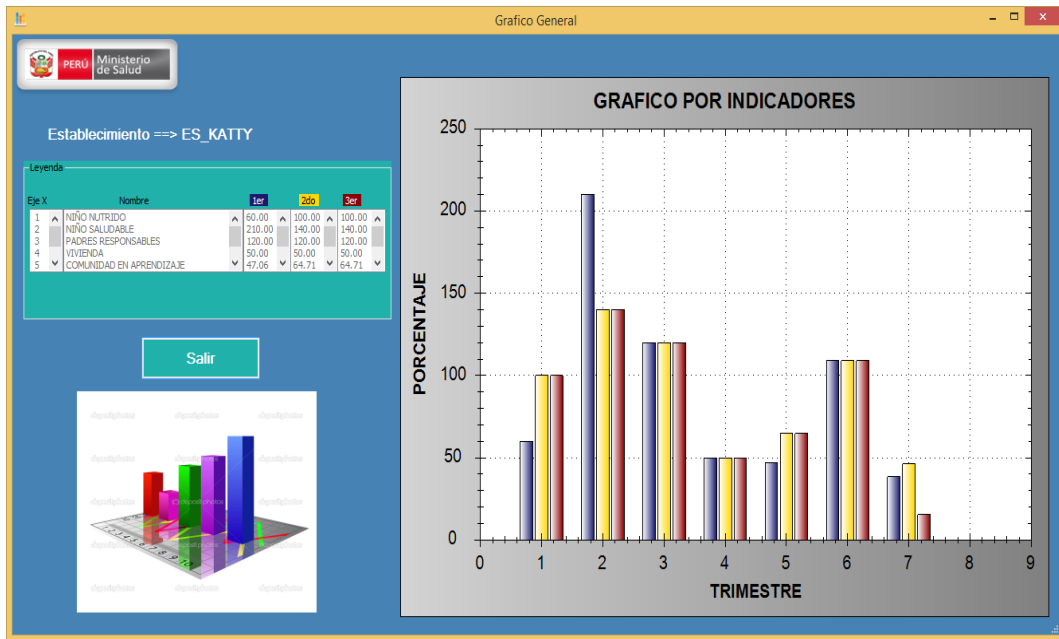 Grafico General
PERÚ Ministerio de Salud
Establecimiento ==> ES_KATTY
Leyenda
Eje X Nombre 1er 2do 3er
1 NIÑO NUTRIDO 60.00 100.00 100.00
2 NIÑO SALUDABLE 210.00 140.00 140.00
3 PADRES RESPONSABLES 120.00 120.00 120.00
4 VIVIENDA 50.00 50.00 50.00
5 COMUNIDAD EN APRENDIZAJE 47.06 64.71 64.71
Salir
depositphotos depositphotos depositphotos
GRAFICO POR INDICADORES
PORCENTAJE
250
200
150
100
50
0
0 1 2 3 4 5 6 7 8 9
TRIMESTRE